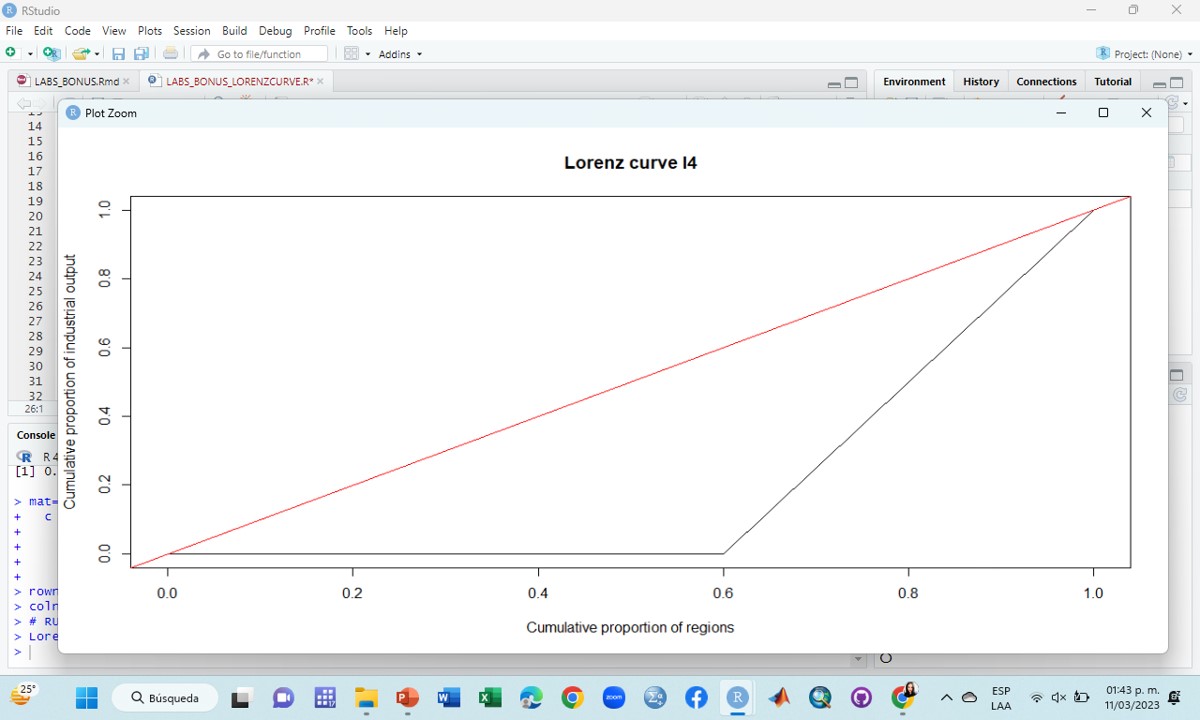 RStudio
File Edit Code View Plots Session Build Debug Profile Tools Help
Go to file/function Addins Project: (None)
LABS_BONUS.Rmd LABS_BONUS_LORENZCURVE.R* Environment History Connections Tutorial
Plot Zoom
14
15
16
17
18
19
20
21
22
23
24
25
26
27
28
29
30
31
32
26:1
Console
R 4
[1] 0.
> mat=
+ c
+
+
+
+
> rown
> coln
> # RU
> Lore
>
Lorenz curve I4
Cumulative proportion of industrial output
1.0
0.8
0.6
0.4
0.2
0.0
0.0 0.2 0.4 0.6 0.8 1.0
Cumulative proportion of regions
25°
Búsqueda
zoom
ESP
LAA
01:43 p. m.
11/03/2023